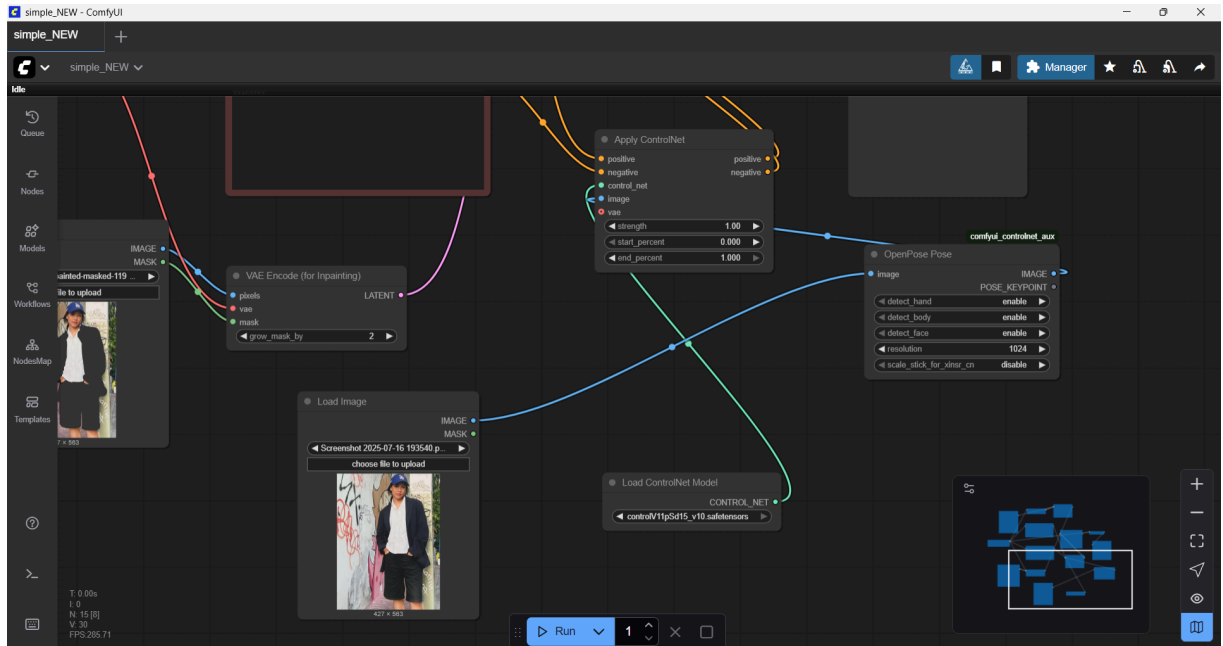 simple_NEW - ComfyUI
simple_NEW
simple_NEW
Manager
Idle
Queue
Nodes
Models
Workflows
NodesMap
Templates
IMAGE
MASK
ainted-masked-119 ...
file to upload
7 × 563
VAE Encode (for Inpainting)
pixels
LATENT
vae
mask
grow_mask_by 2
Apply ControlNet
positive positive
negative negative
control_net
image
vae
strength 1.00
start_percent 0.000
end_percent 1.000
comfyui_controlnet_aux
OpenPose Pose
image IMAGE
POSE_KEYPOINT
detect_hand enable
detect_body enable
detect_face enable
resolution 1024
scale_stick_for_xinsr_cn disable
Load Image
IMAGE
MASK
Screenshot 2025-07-16 193540.p...
choose file to upload
427 × 563
Load ControlNet Model
CONTROL_NET
controlV11pSd15_v10.safetensors
T: 0.00s
I: 0
N: 15 [8]
V: 30
FPS:285.71
Run
1